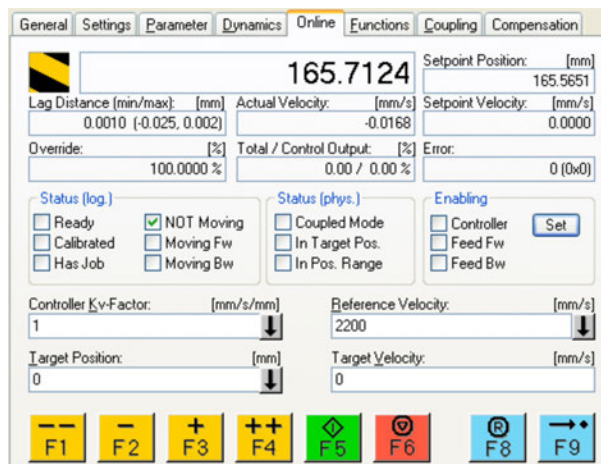 General Settings Parameter Dynamics Online Functions Coupling Compensation
165.7124
Setpoint Position: [mm]
165.5651
Lag Distance (min/max): [mm] Actual Velocity: [mm/s] Setpoint Velocity: [mm/s]
0.0010 (-0.025, 0.002) -0.0168 0.0000
Override: [%] Total / Control Output: [%] Error:
100.0000 % 0.00 / 0.00 % 0 (0x0)
Status (log.) Status (phys.) Enabling
Ready NOT Moving Coupled Mode Controller Set
Calibrated Moving Fw In Target Pos. Feed Fw
Has Job Moving Bw In Pos. Range Feed Bw
Controller Kv-Factor: [mm/s/mm] Reference Velocity: [mm/s]
1 2200
Target Position: [mm] Target Velocity: [mm/s]
0 0
-- - + ++ R
F1 F2 F3 F4 F5 F6 F8 F9